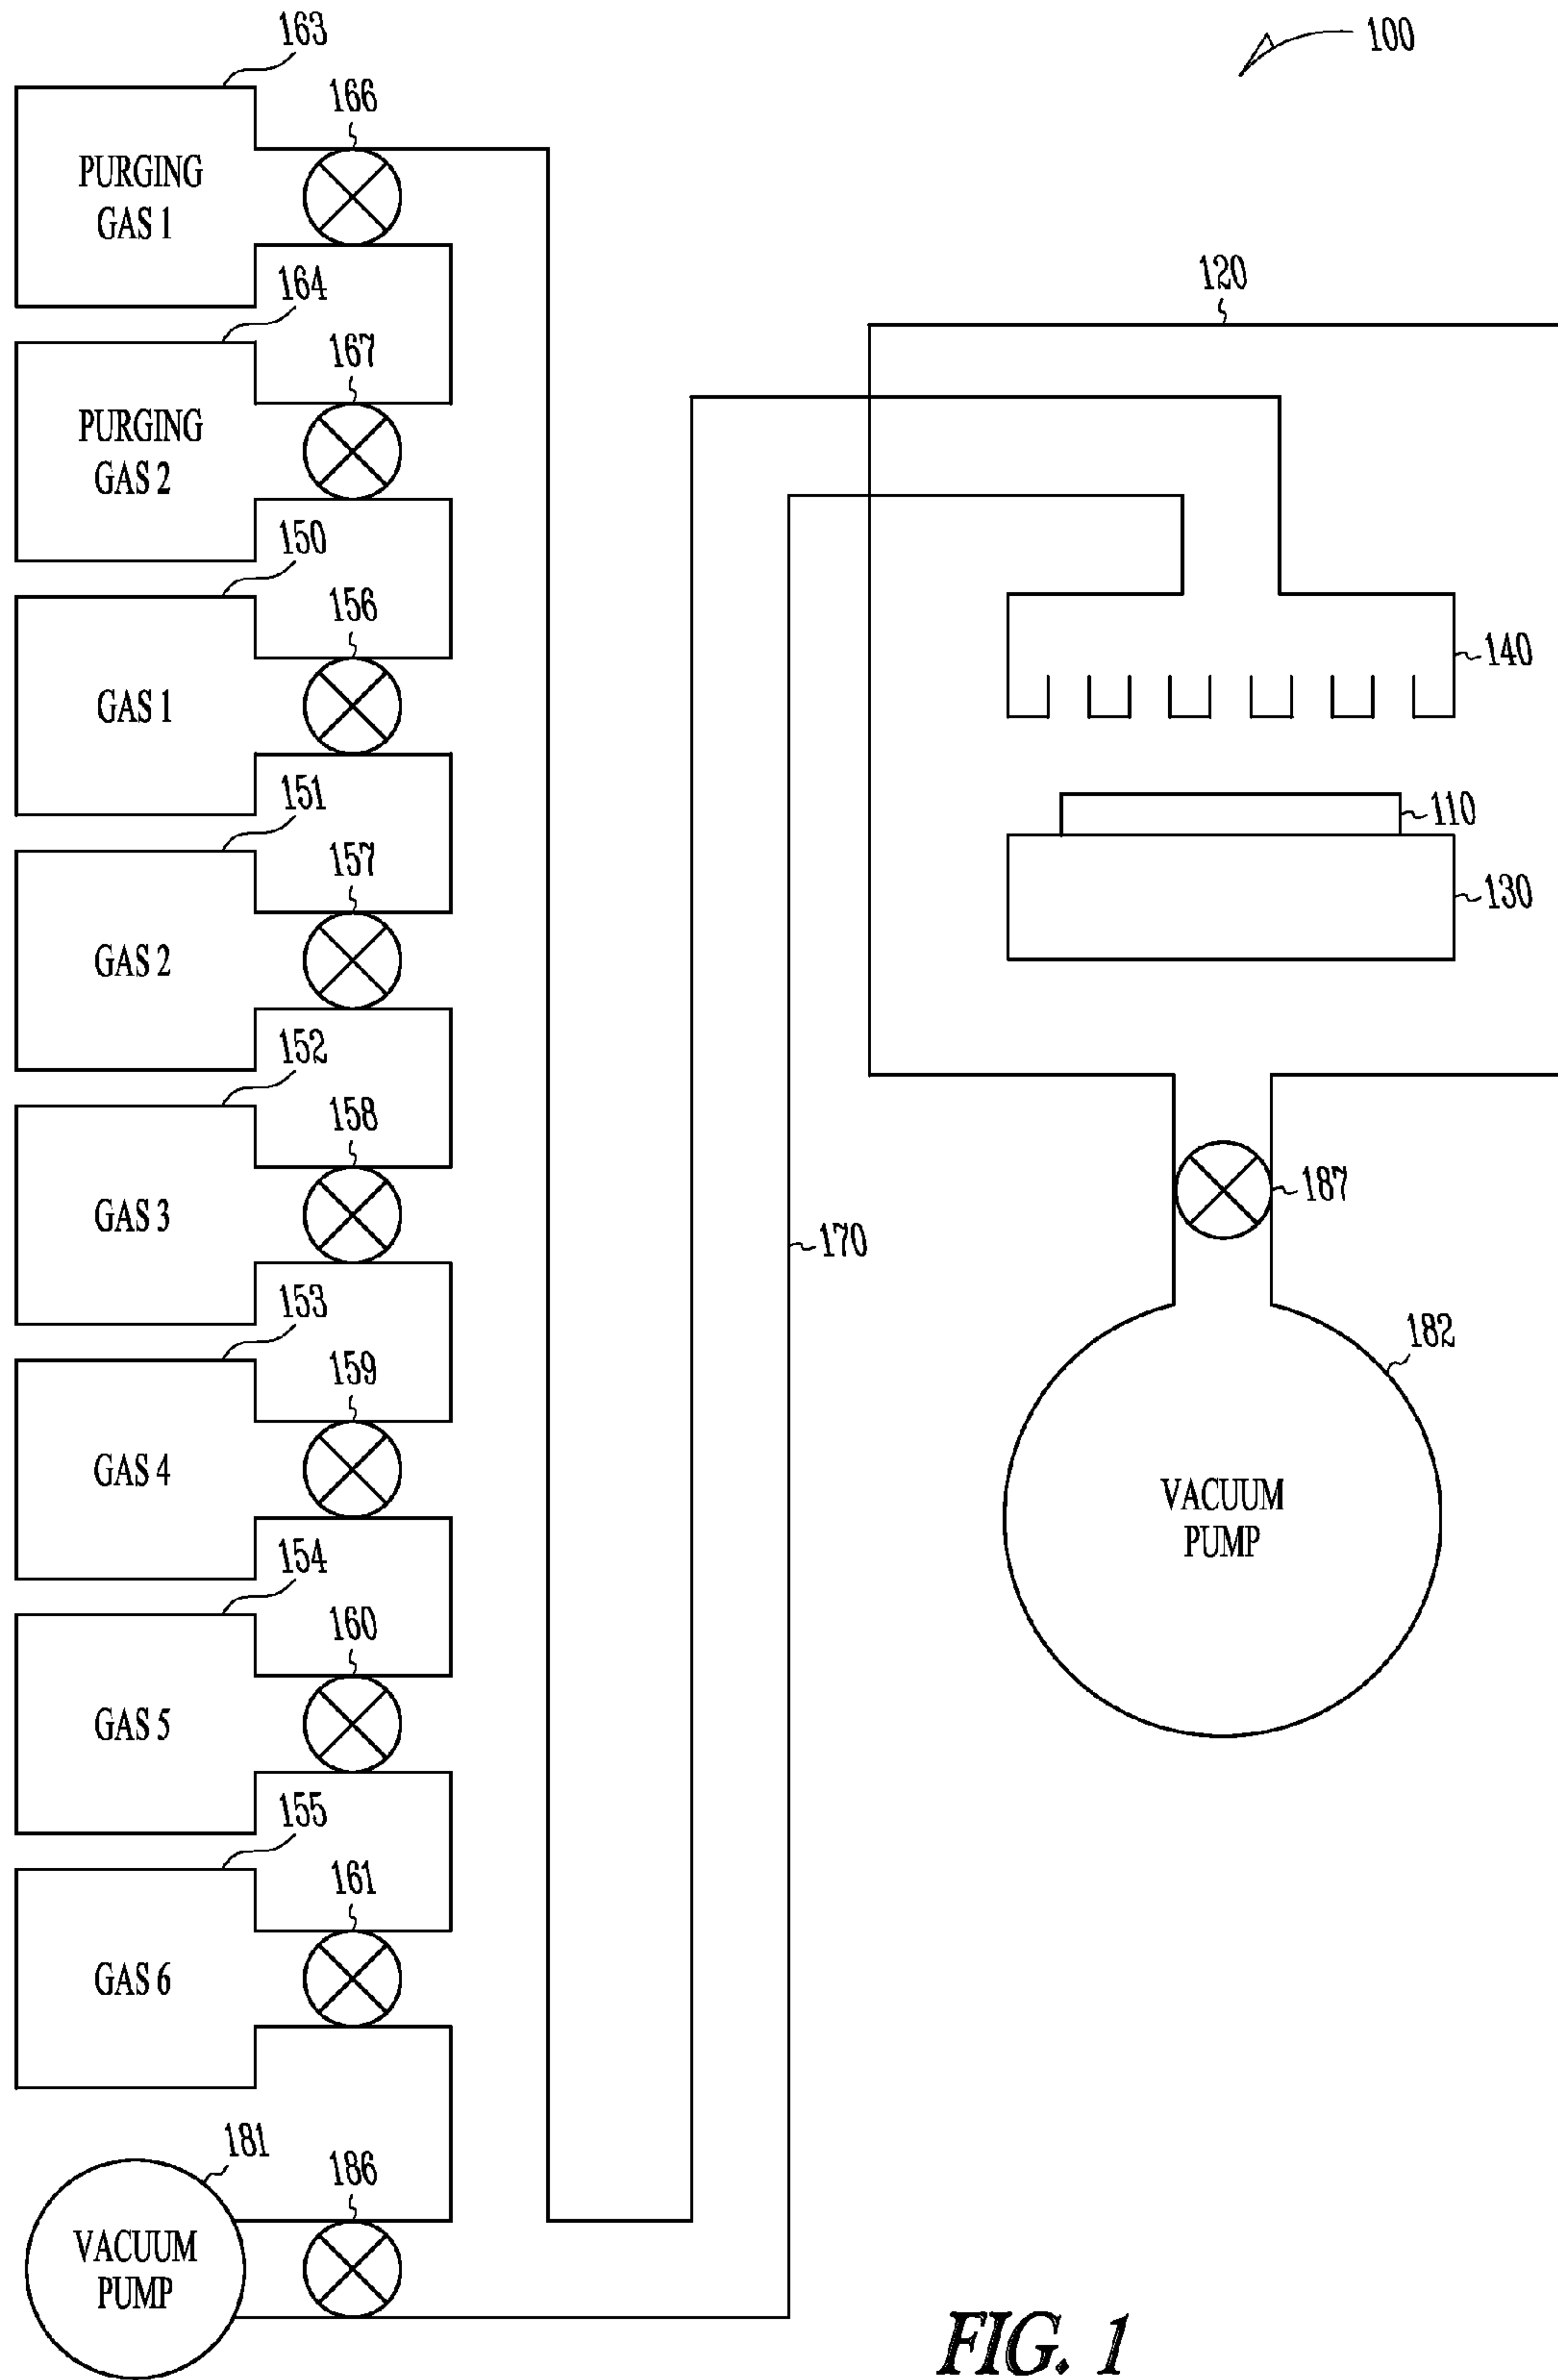 163
100
166
PURGING
GAS 1
164
120
167
PURGING
GAS 2
150
156
140
GAS 1
151
110
157
130
GAS 2
152
158
187
GAS 3
170
153
182
159
GAS 4
VACUUM
PUMP
154
160
GAS 5
155
161
GAS 6
181
186
VACUUM
PUMP
FIG. 1